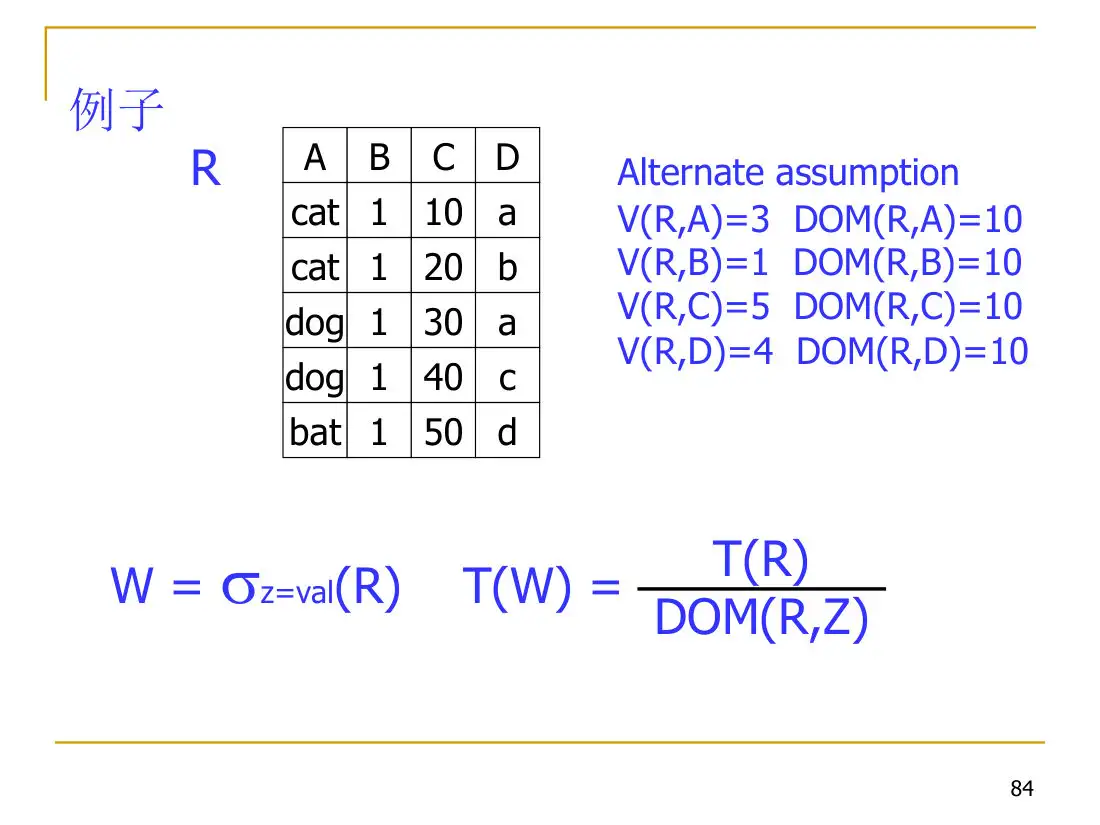 例子
R
A B C D
cat 1 10 a
cat 1 20 b
dog 1 30 a
dog 1 40 c
bat 1 50 d
Alternate assumption
V(R,A)=3 DOM(R,A)=10
V(R,B)=1 DOM(R,B)=10
V(R,C)=5 DOM(R,C)=10
V(R,D)=4 DOM(R,D)=10
W = σz=val(R) T(W) = T(R)
DOM(R,Z)
84